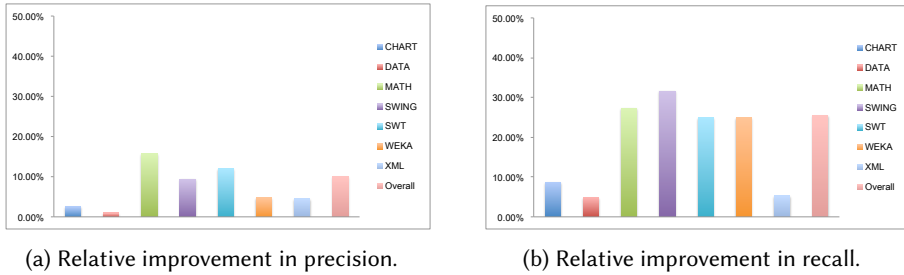 50.00%
40.00%
30.00%
20.00%
10.00%
0.00%
CHART
DATA
MATH
SWING
SWT
WEKA
XML
Overall
(a) Relative improvement in precision.
50.00%
40.00%
30.00%
20.00%
10.00%
0.00%
CHART
DATA
MATH
SWING
SWT
WEKA
XML
Overall
(b) Relative improvement in recall.